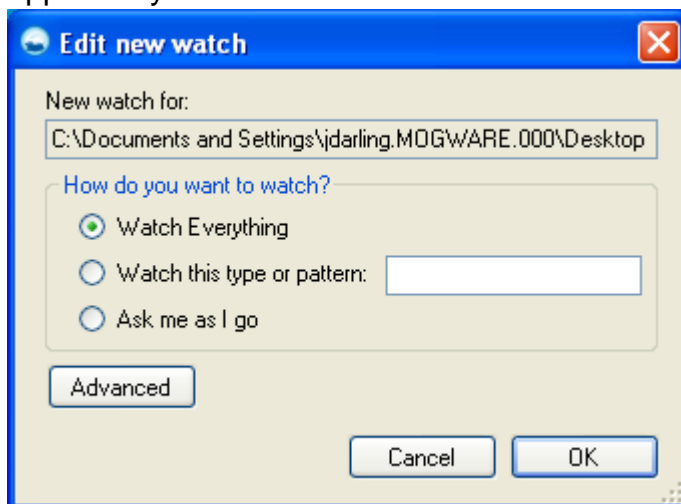 Edit new watch
New watch for:
C:\Documents and Settings\jdarling.MOGWARE.000\Desktop
How do you want to watch?
Watch Everything
Watch this type or pattern:
Ask me as I go
Advanced
Cancel OK